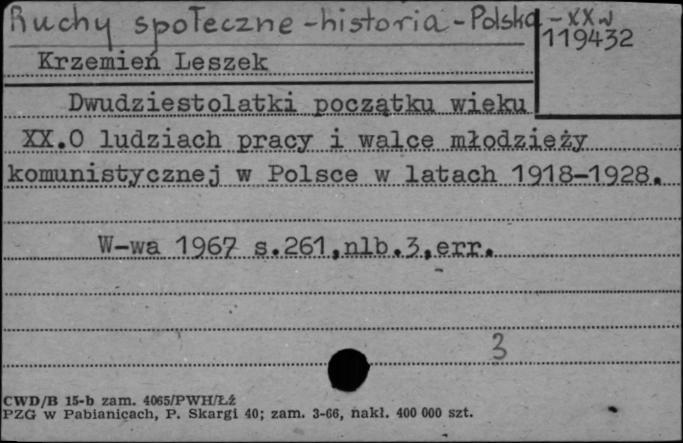 Ruchy społeczne - historia - Polska - XX w
119432
Krzemień Leszek
Dwudziestolatki początku wieku
XX.O ludziach pracy i walce młodzieży
komunistycznej w Polsce w latach 1918-1928.
W-wa 1967 s.261,nlb.3,err.
3
CWD/B 15-b zam. 4065/PWH/Łź
PZG w Pabianicach, P. Skargi 40; zam. 3-66, nakł. 400 000 szt.